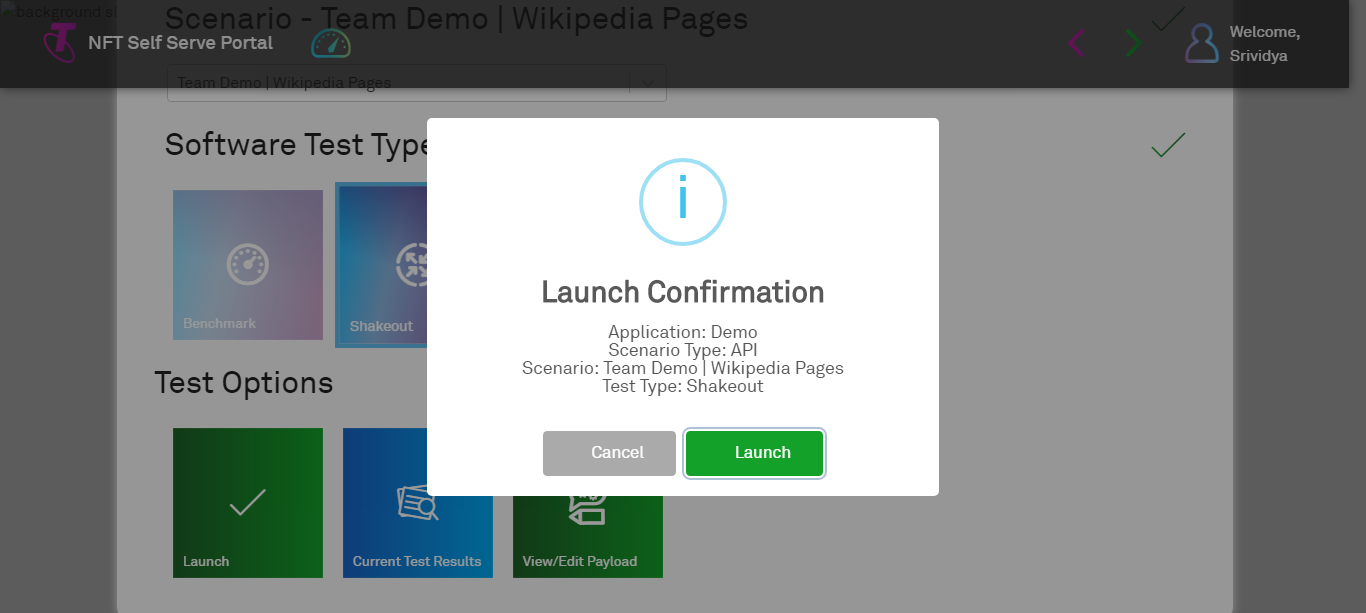 background s
Scenario - Team Demo | Wikipedia Pages
NFT Self Serve Portal
Welcome,
Srividya
Team Demo | Wikipedia Pages
Software Test Type
Benchmark
Shakeout
i
Launch Confirmation
Application: Demo
Scenario Type: API
Scenario: Team Demo | Wikipedia Pages
Test Type: Shakeout
Cancel
Launch
Test Options
Launch
Current Test Results
View/Edit Payload